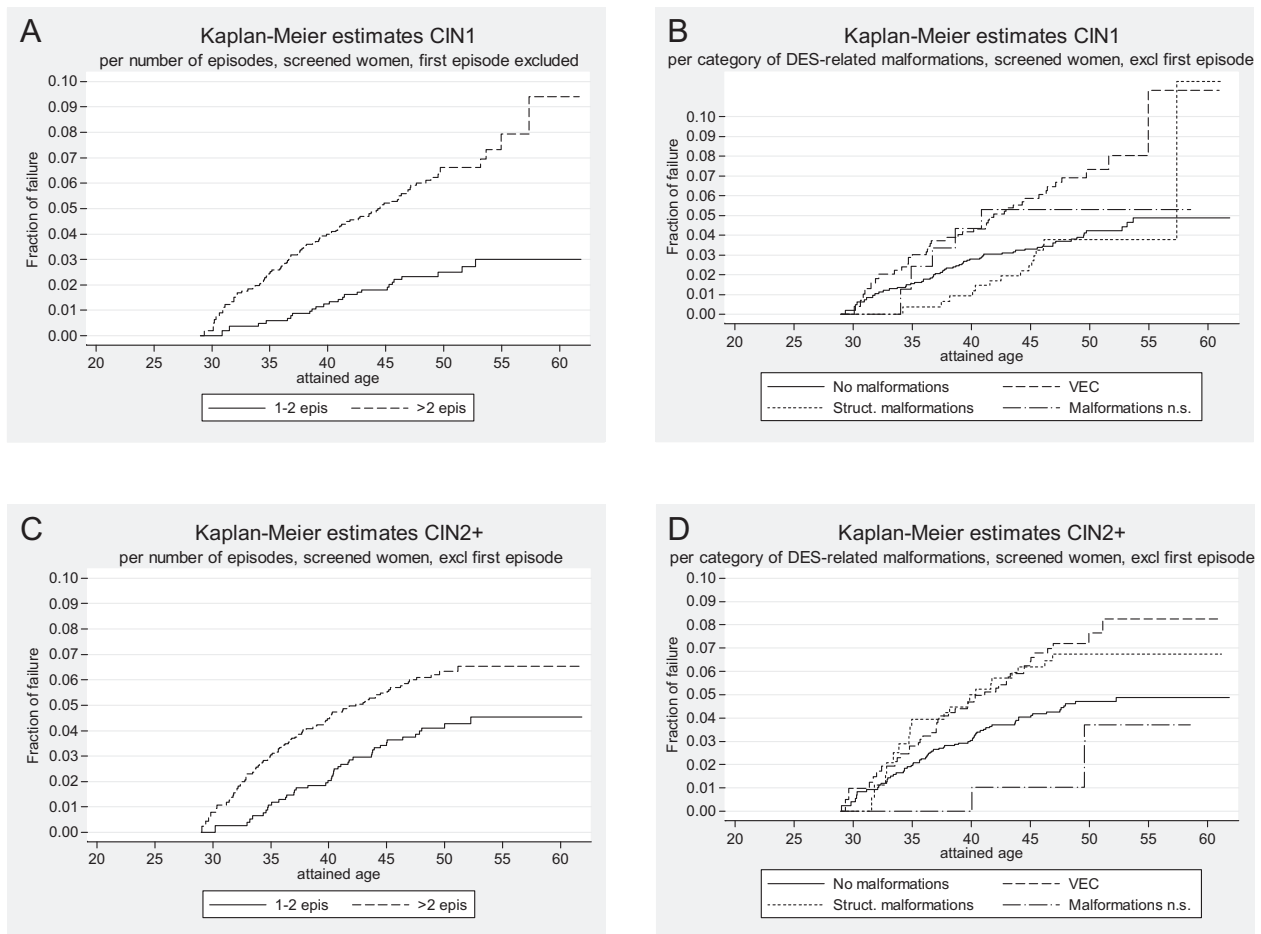 A
Kaplan-Meier estimates CIN1
per number of episodes, screened women, first episode excluded
0.10
0.09
0.08
0.07
0.06
0.05
0.04
0.03
0.02
0.01
0.00
Fraction of failure
20 25 30 35 40 45 50 55 60
attained age
1-2 epis >2 epis
B
Kaplan-Meier estimates CIN1
per category of DES-related malformations, screened women, excl first episode
0.10
0.09
0.08
0.07
0.06
0.05
0.04
0.03
0.02
0.01
0.00
Fraction of failure
20 25 30 35 40 45 50 55 60
attained age
No malformations VEC
Struct. malformations Malformations n.s.
C
Kaplan-Meier estimates CIN2+
per number of episodes, screened women, excl first episode
0.10
0.09
0.08
0.07
0.06
0.05
0.04
0.03
0.02
0.01
0.00
Fraction of failure
20 25 30 35 40 45 50 55 60
attained age
1-2 epis >2 epis
D
Kaplan-Meier estimates CIN2+
per category of DES-related malformations, screened women, excl first episode
0.10
0.09
0.08
0.07
0.06
0.05
0.04
0.03
0.02
0.01
0.00
Fraction of failure
20 25 30 35 40 45 50 55 60
attained age
No malformations VEC
Struct. malformations Malformations n.s.